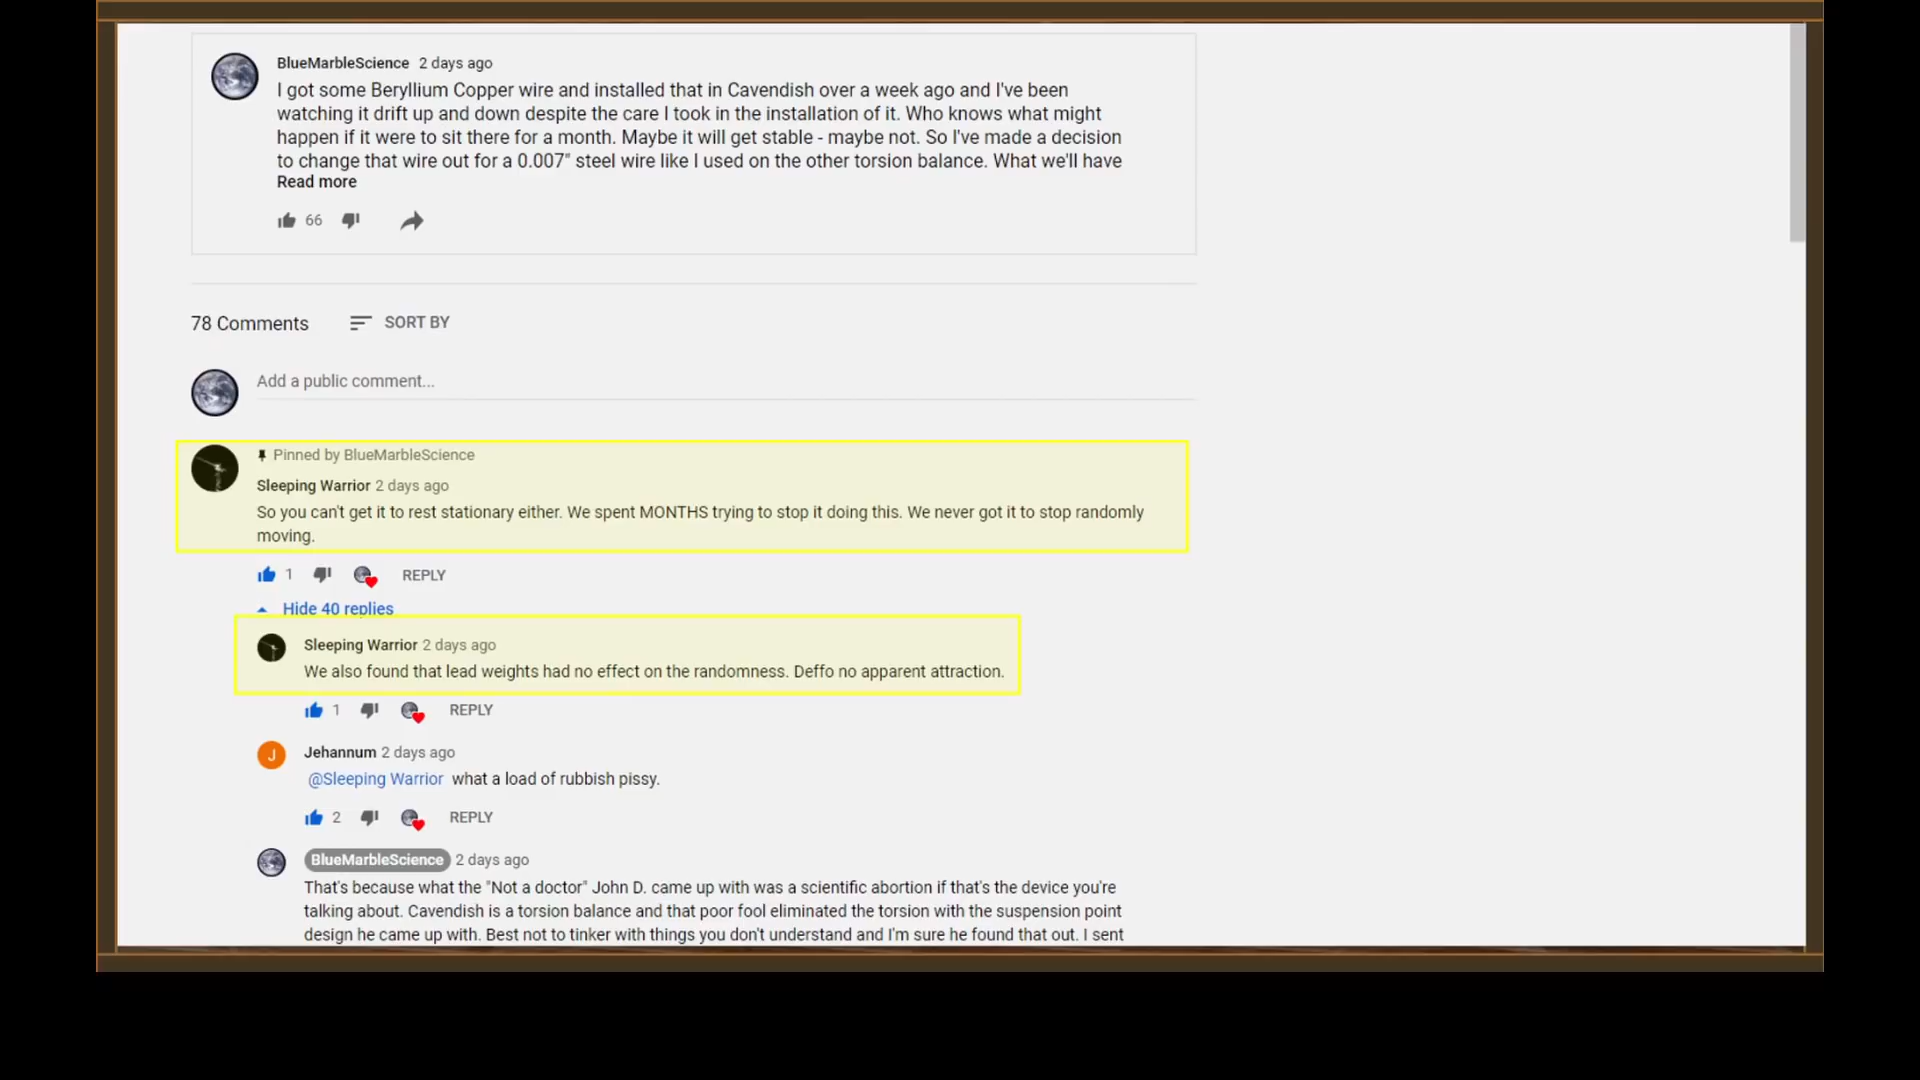 BlueMarbleScience 2 days ago
I got some Beryllium Copper wire and installed that in Cavendish over a week ago and I've been
watching it drift up and down despite the care I took in the installation of it. Who knows what might
happen if it were to sit there for a month. Maybe it will get stable - maybe not. So I've made a decision
to change that wire out for a 0.007" steel wire like I used on the other torsion balance. What we'll have
Read more
66
78 Comments SORT BY
Add a public comment...
Pinned by BlueMarbleScience
Sleeping Warrior 2 days ago
So you can't get it to rest stationary either. We spent MONTHS trying to stop it doing this. We never got it to stop randomly
moving.
1 REPLY
Hide 40 replies
Sleeping Warrior 2 days ago
We also found that lead weights had no effect on the randomness. Deffo no apparent attraction.
1 REPLY
J
Jehannum 2 days ago
@Sleeping Warrior what a load of rubbish pissy.
2 REPLY
BlueMarbleScience 2 days ago
That's because what the "Not a doctor" John D. came up with was a scientific abortion if that's the device you're
talking about. Cavendish is a torsion balance and that poor fool eliminated the torsion with the suspension point
design he came up with. Best not to tinker with things you don't understand and I'm sure he found that out. I sent